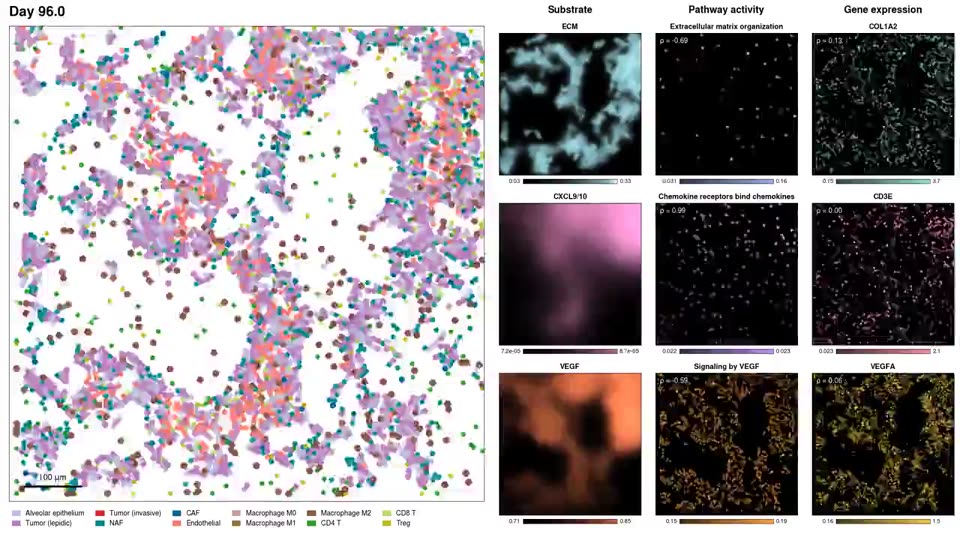 Day 96.0
Substrate
Pathway activity
Gene expression
ECM
Extracellular matrix organization
COL1A2
ρ = -0.69
ρ = 0.13
0.03
0.33
0.031
0.16
0.15
3.7
CXCL9/10
Chemokine receptors bind chemokines
CD3E
ρ = 0.99
ρ = 0.00
7.2e-05
8.7e-05
0.022
0.023
0.023
2.1
VEGF
Signaling by VEGF
VEGFA
ρ = -0.59
ρ = 0.06
0.71
0.85
0.15
0.19
0.16
1.5
100 µm
Alveolar epithelium
Tumor (invasive)
CAF
Macrophage M0
Macrophage M2
CD8 T
Tumor (lepidic)
NAF
Endothelial
Macrophage M1
CD4 T
Treg